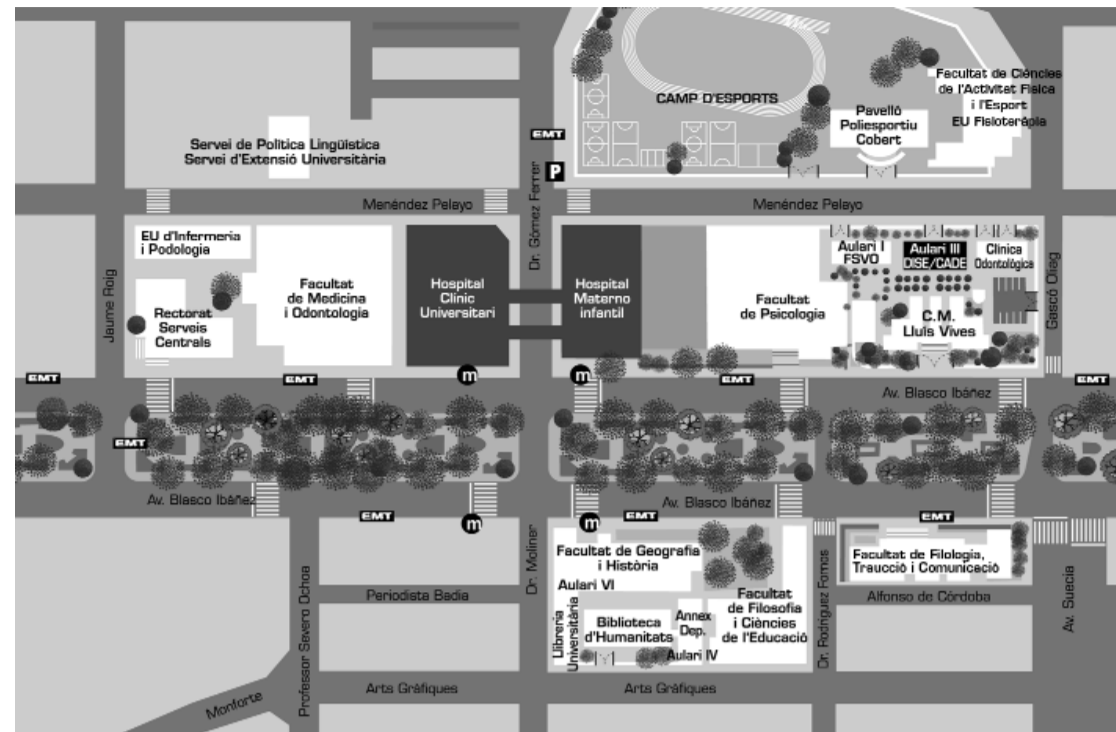 CAMP D'ESPORTS
Facultat de Ciències
de l'Activitat Física
i l'Esport
EU Fisioteràpia
Pavelló
Poliesportiu
Cobert
EMT
Servei de Política Lingüística
Servei d'Extensió Universitària
P
Menéndez Pelayo
Menéndez Pelayo
Dr. Gómez Ferrer
Jaume Roig
Gascó Oliag
EU d'Infermeria
i Podologia
Rectorat
Serveis
Centrals
Facultat
de Medicina
i Odontologia
Hospital
Clínic
Universitari
Hospital
Materno
infantil
Facultat
de Psicologia
Aulari I
FSVO
Aulari III
DISE/CADE
Clínica
Odontològica
C.M.
Lluís Vives
m
m
EMT
EMT
EMT
EMT
Av. Blasco Ibáñez
EMT
Av. Blasco Ibáñez
Av. Blasco Ibáñez
EMT
m
m
EMT
EMT
Professor Severo Ochoa
Dr. Moliner
Dr. Rodríguez Fornos
Av. Suecia
Facultat de Geografia
i Història
Aulari VI
Llibreria
Universitària
Biblioteca
d'Humanitats
Annex
Dep.
Aulari IV
Facultat
de Filosofia
i Ciències
de l'Educació
Facultat de Filologia,
Traucció i Comunicació
Periodista Badia
Alfonso de Córdoba
Arts Gràfiques
Arts Gràfiques
Monforte